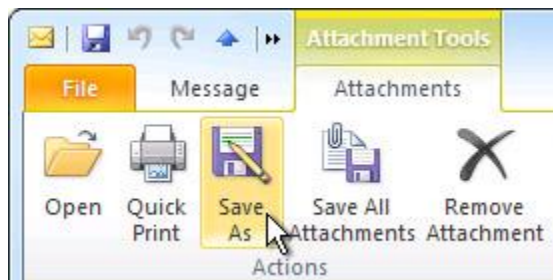 Attachment Tools
File Message Attachments
Open Quick Save Save All Remove
Print As Attachments Attachment
Actions